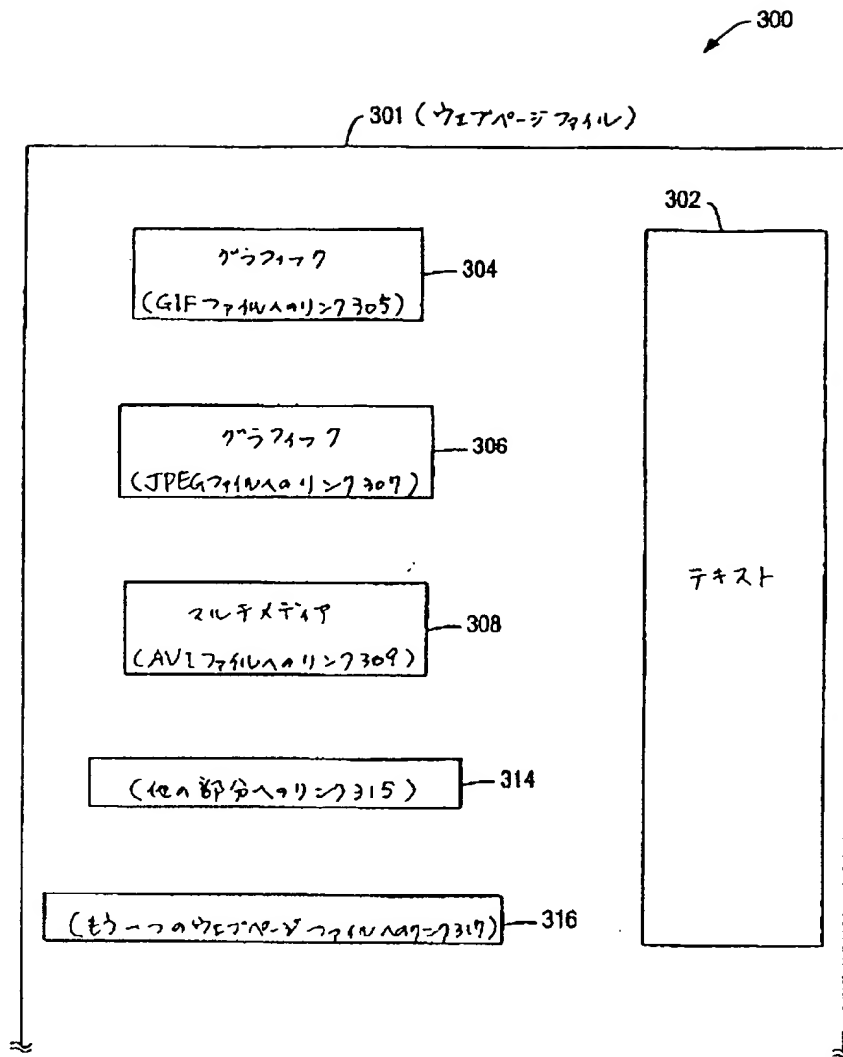 300
301(ウェブページファイル)
302
グラフィック
(GIFファイルへのリンク305)
304
グラフィック
(JPEGファイルへのリンク307)
306
テキスト
マルチメディア
(AVIファイルへのリンク309)
308
(他の部分へのリンク315)
314
(もう一つのウェブページファイルへのリンク317)
316